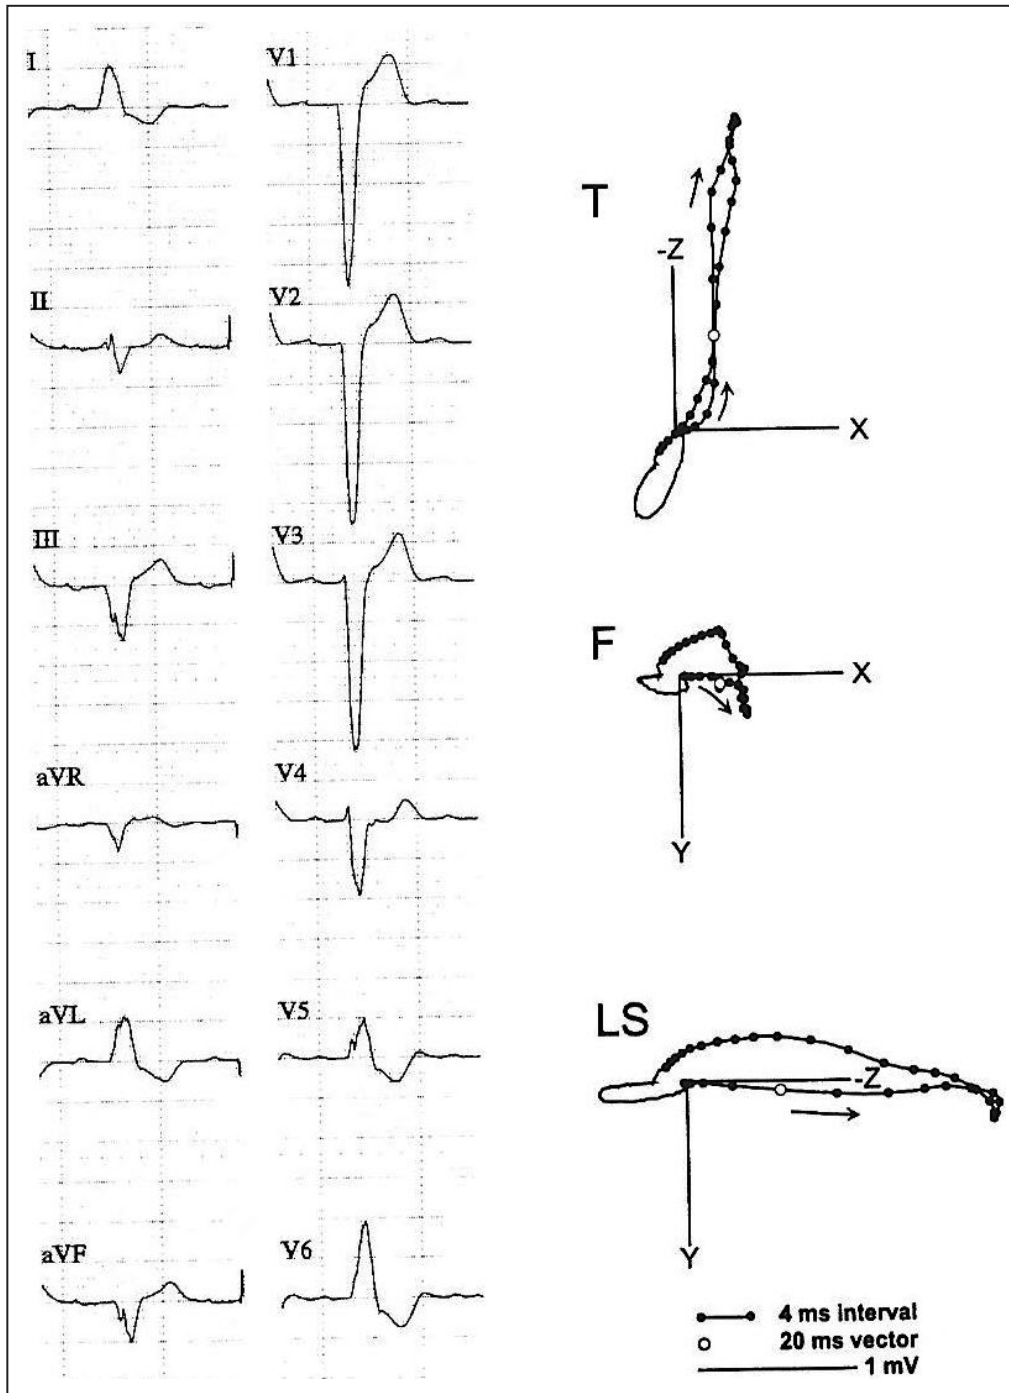 I
II
III
aVR
aVL
aVF
V1
V2
V3
V4
V5
V6
T
-Z
X
F
X
Y
LS
-Z
Y
4 ms interval
20 ms vector
1 mV